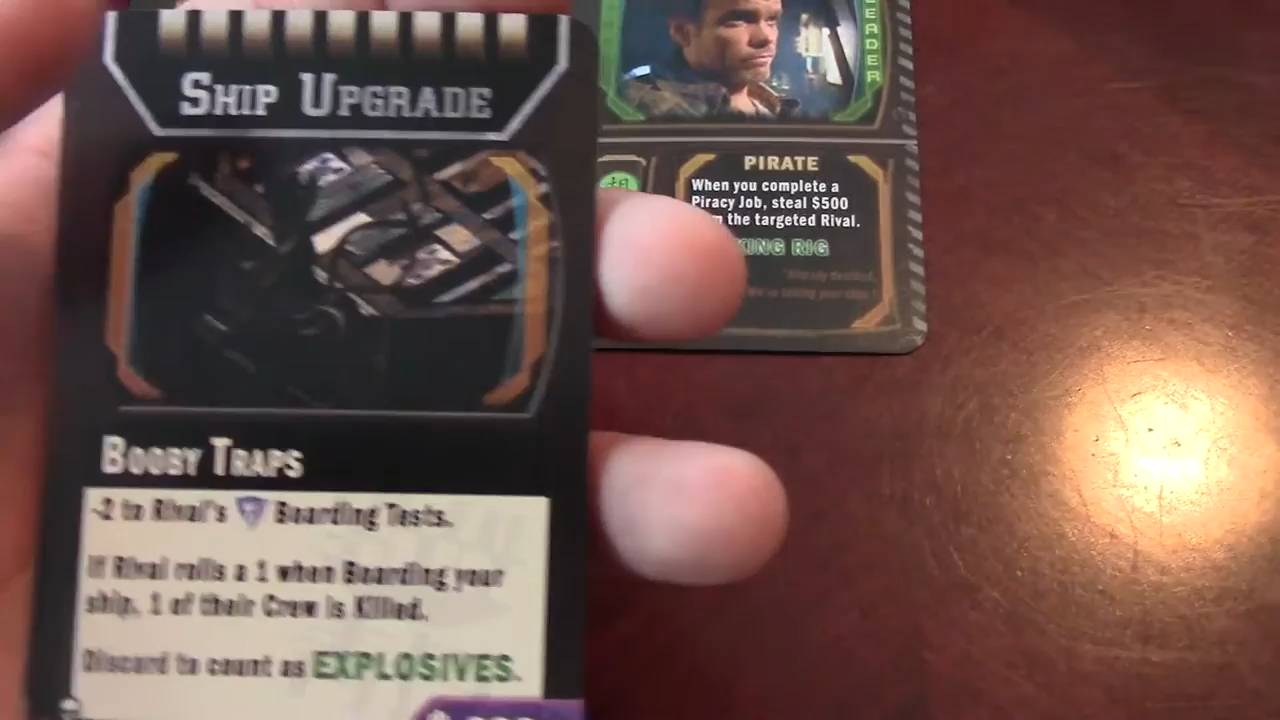 SHIP UPGRADE
BOOBY TRAPS
-2 to Rival's Boarding Tests.
If Rival rolls a 1 when Boarding your
ship, 1 of their Crew is Killed.
Discard to count as EXPLOSIVES.
LEADER
PIRATE
When you complete a
Piracy Job, steal $500
the targeted Rival.
RIG